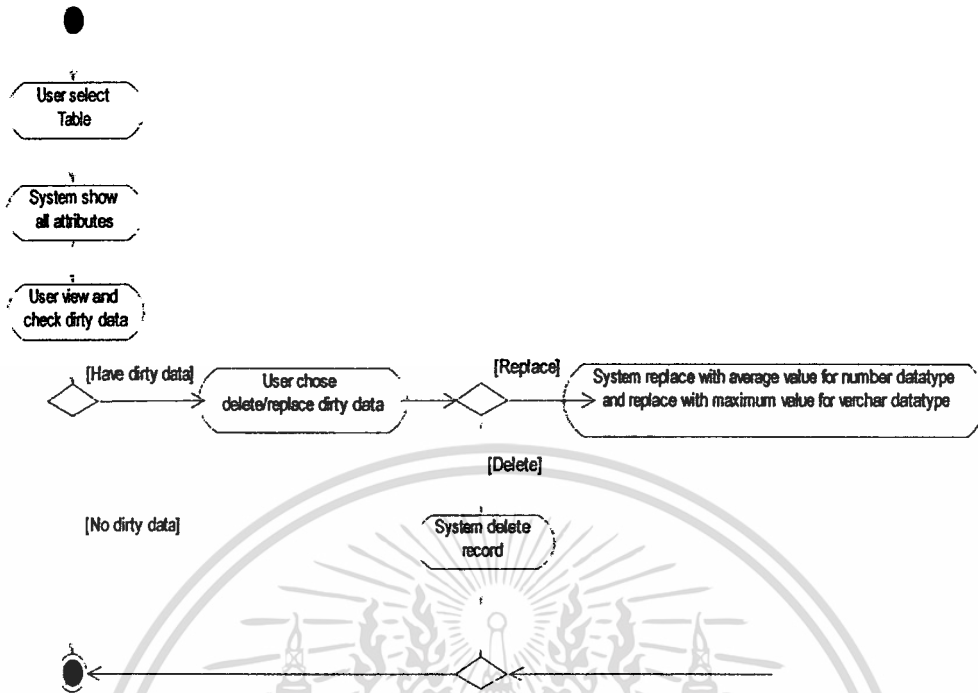 User select
Table
System show
all attributes
User view and
check dirty data
[Have dirty data]
User chose
delete/replace dirty data
[Replace]
System replace with average value for number datatype
and replace with maximum value for varchar datatype
[Delete]
[No dirty data]
System delete
record